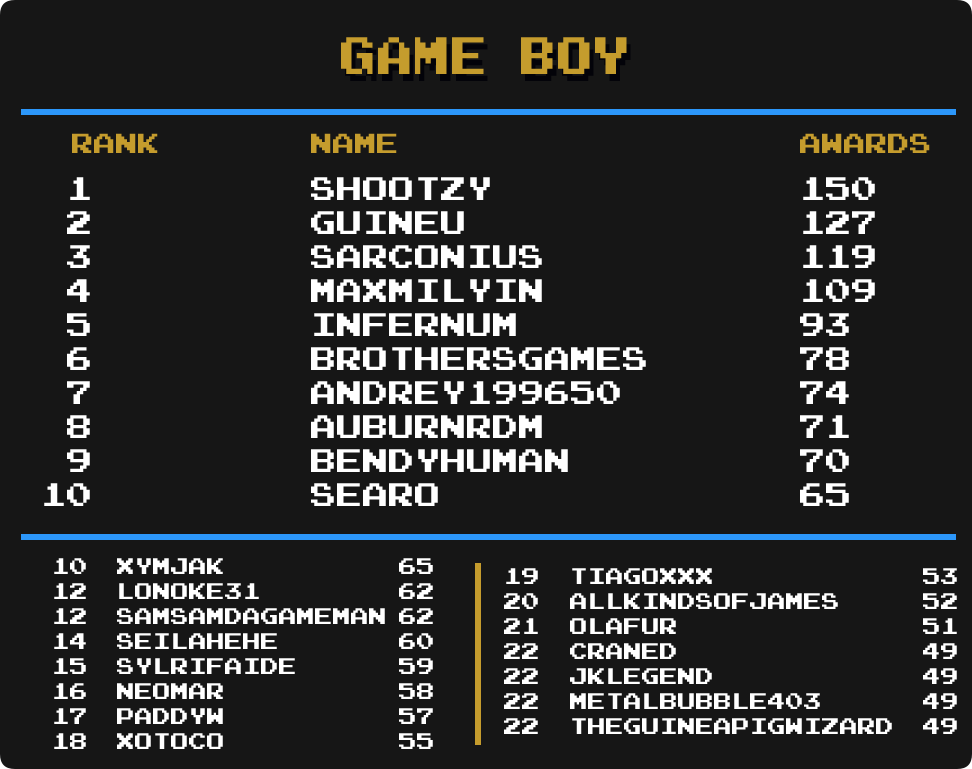 GAME BOY
RANK NAME AWARDS
1 SHOOTZY 150
2 GUINEU 127
3 SARCONIUS 119
4 MAXMILYIN 109
5 INFERNUM 93
6 BROTHERSGAMES 78
7 ANDREY199650 74
8 AUBURNRDM 71
9 BENDYHUMAN 70
10 SEARO 65
10 XYMJAK 65
12 LONOKE31 62
12 SAMSAMDAGAMEMAN 62
14 SEILAHEHE 60
15 SYLRIFAIDE 59
16 NEOMAR 58
17 PADDYW 57
18 XOTOCO 55
19 TIAGOXXX 53
20 ALLKINDSOFJAMES 52
21 OLAFUR 51
22 CRANED 49
22 JKLEGEND 49
22 METALBUBBLE403 49
22 THEGUINEAPIGWIZARD 49